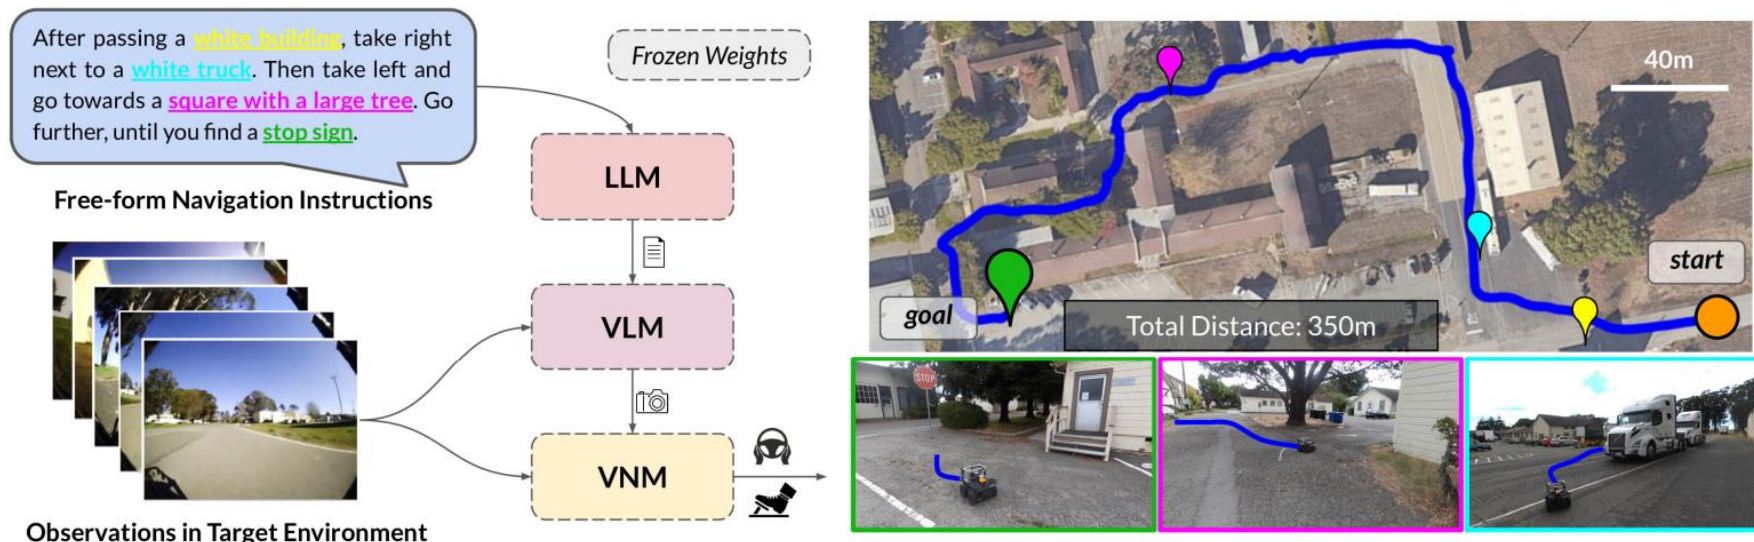 After passing a white building, take right
next to a white truck. Then take left and
go towards a square with a large tree. Go
further, until you find a stop sign.
Free-form Navigation Instructions
Frozen Weights
LLM
VLM
VNM
Observations in Target Environment
40m
start
goal
Total Distance: 350m
STOP